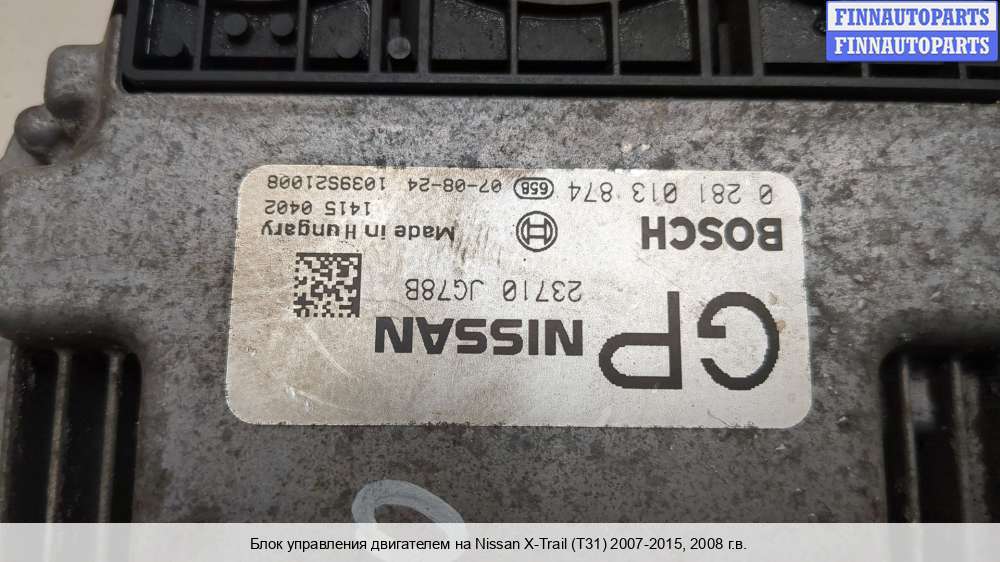 FINNAUTOPARTS
FINNAUTOPARTS
GP NISSAN
23710 JG78B
BOSCH
Made in Hungary
1415 0402
0 281 013 874 658 07-08-24 1039S21008
Блок управления двигателем на Nissan X-Trail (T31) 2007-2015, 2008 г.в.